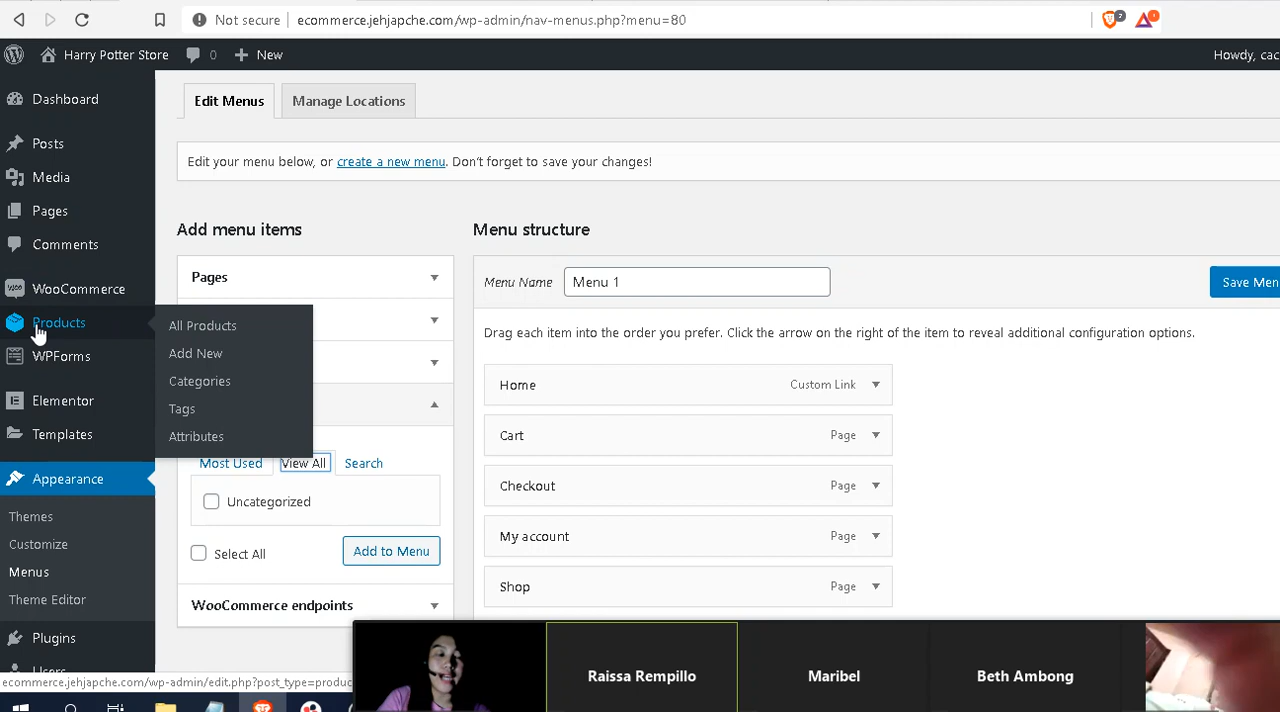 Not secure ecommerce.jehjapche.com/wp-admin/nav-menus.php?menu=80 2 1
Harry Potter Store 0 New Howdy, cac
Dashboard
Posts
Media
Pages
Comments
WooCommerce
Products
WPForms
Elementor
Templates
Appearance
Themes
Customize
Menus
Theme Editor
Plugins
All Products
Add New
Categories
Tags
Attributes
Edit Menus Manage Locations
Edit your menu below, or create a new menu. Don't forget to save your changes!
Add menu items
Pages
Most Used View All Search
Uncategorized
Select All Add to Menu
WooCommerce endpoints
Menu structure
Menu Name Menu 1 Save Men
Drag each item into the order you prefer. Click the arrow on the right of the item to reveal additional configuration options.
Home Custom Link
Cart Page
Checkout Page
My account Page
Shop Page
Raissa Rempillo Maribel Beth Ambong
ecommerce.jehjapche.com/wp-admin/edit.php?post_type=produc